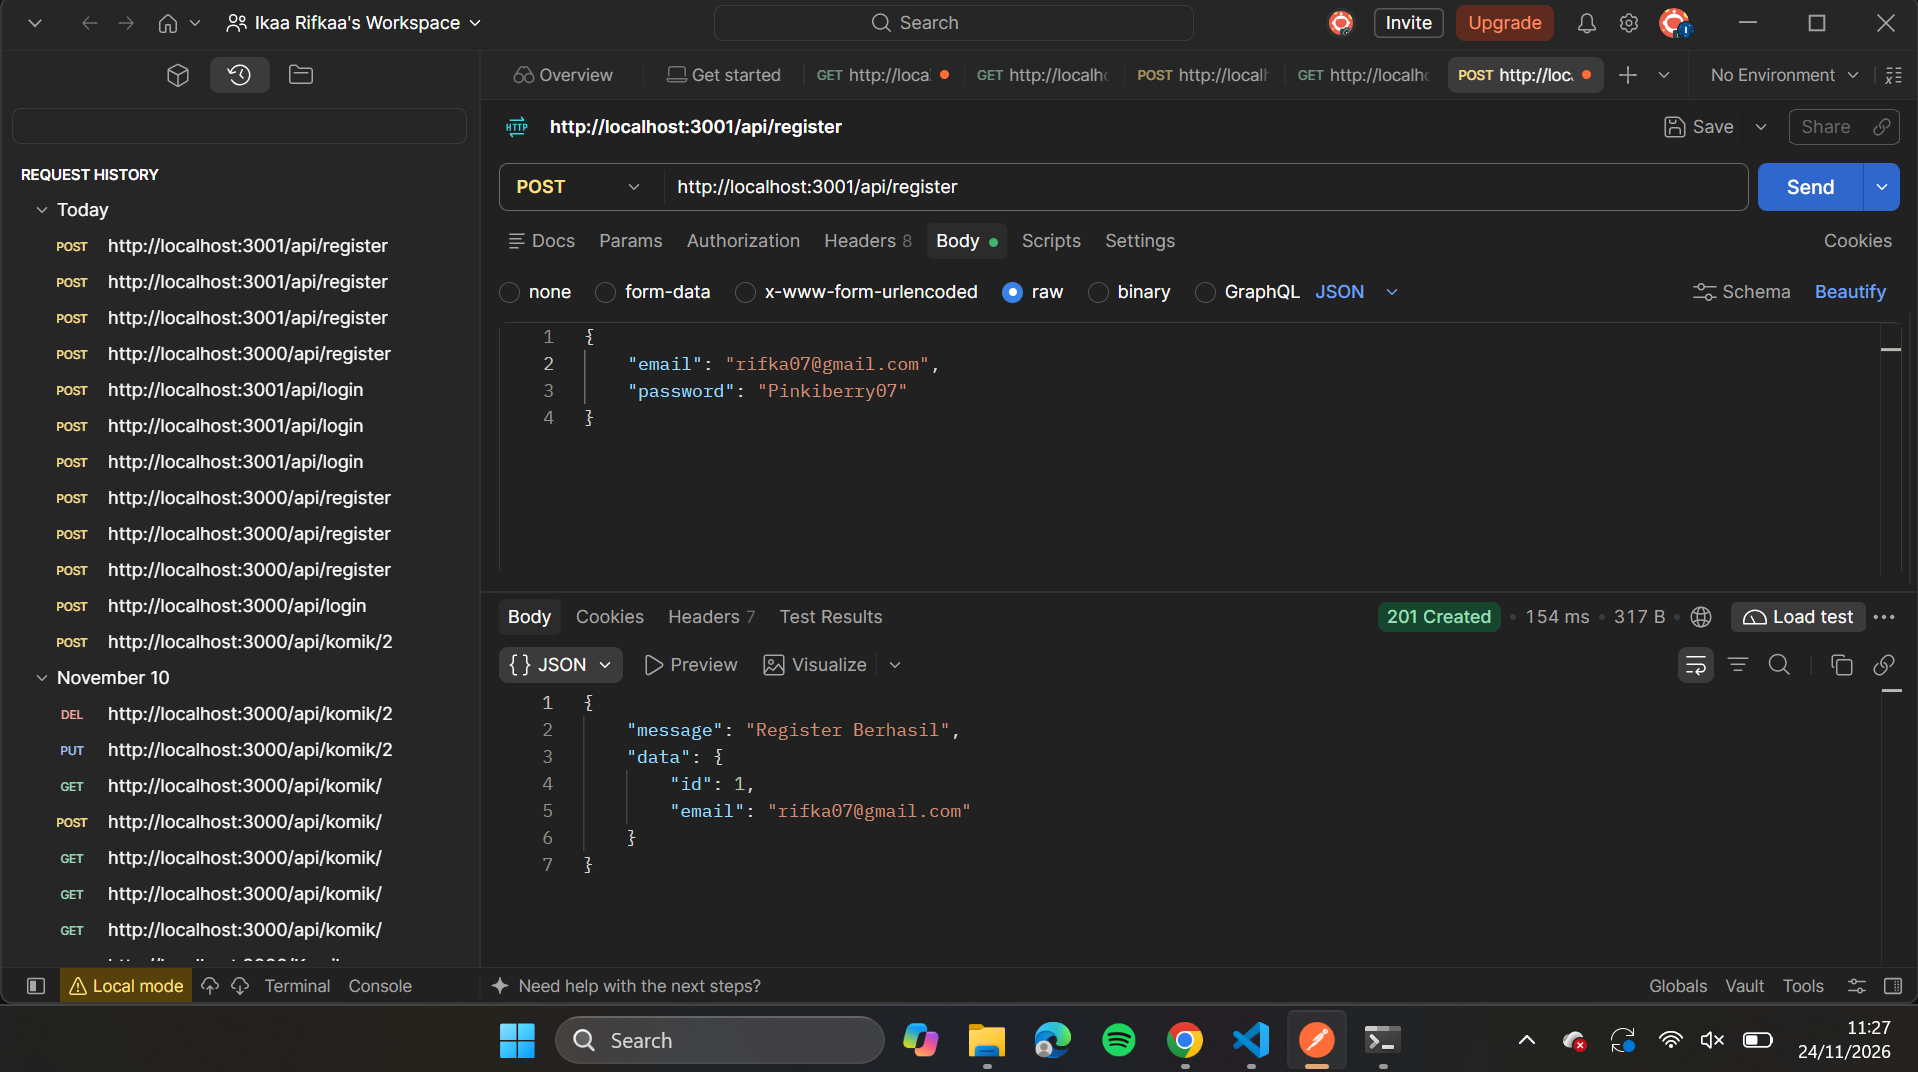 Ikaa Rifkaa's Workspace
Search
Invite
Upgrade
Overview
Get started
GET http://loca
GET http://localho
POST http://localh
GET http://localho
POST http://loc
No Environment
http://localhost:3001/api/register
Save
Share
POST
http://localhost:3001/api/register
Send
Docs
Params
Authorization
Headers 8
Body
Scripts
Settings
Cookies
none
form-data
x-www-form-urlencoded
raw
binary
GraphQL
JSON
Schema
Beautify
1 {
2 "email": "rifka07@gmail.com",
3 "password": "Pinkiberry07"
4 }
REQUEST HISTORY
Today
POST http://localhost:3001/api/register
POST http://localhost:3001/api/register
POST http://localhost:3001/api/register
POST http://localhost:3000/api/register
POST http://localhost:3001/api/login
POST http://localhost:3001/api/login
POST http://localhost:3001/api/login
POST http://localhost:3000/api/register
POST http://localhost:3000/api/register
POST http://localhost:3000/api/register
POST http://localhost:3000/api/login
POST http://localhost:3000/api/komik/2
November 10
DEL http://localhost:3000/api/komik/2
PUT http://localhost:3000/api/komik/2
GET http://localhost:3000/api/komik/
POST http://localhost:3000/api/komik/
GET http://localhost:3000/api/komik/
GET http://localhost:3000/api/komik/
GET http://localhost:3000/api/komik/
Body
Cookies
Headers 7
Test Results
201 Created
154 ms
317 B
Load test
{ } JSON
Preview
Visualize
1 {
2 "message": "Register Berhasil",
3 "data": {
4 "id": 1,
5 "email": "rifka07@gmail.com"
6 }
7 }
Local mode
Terminal
Console
Need help with the next steps?
Globals
Vault
Tools
Search
11:27
24/11/2026